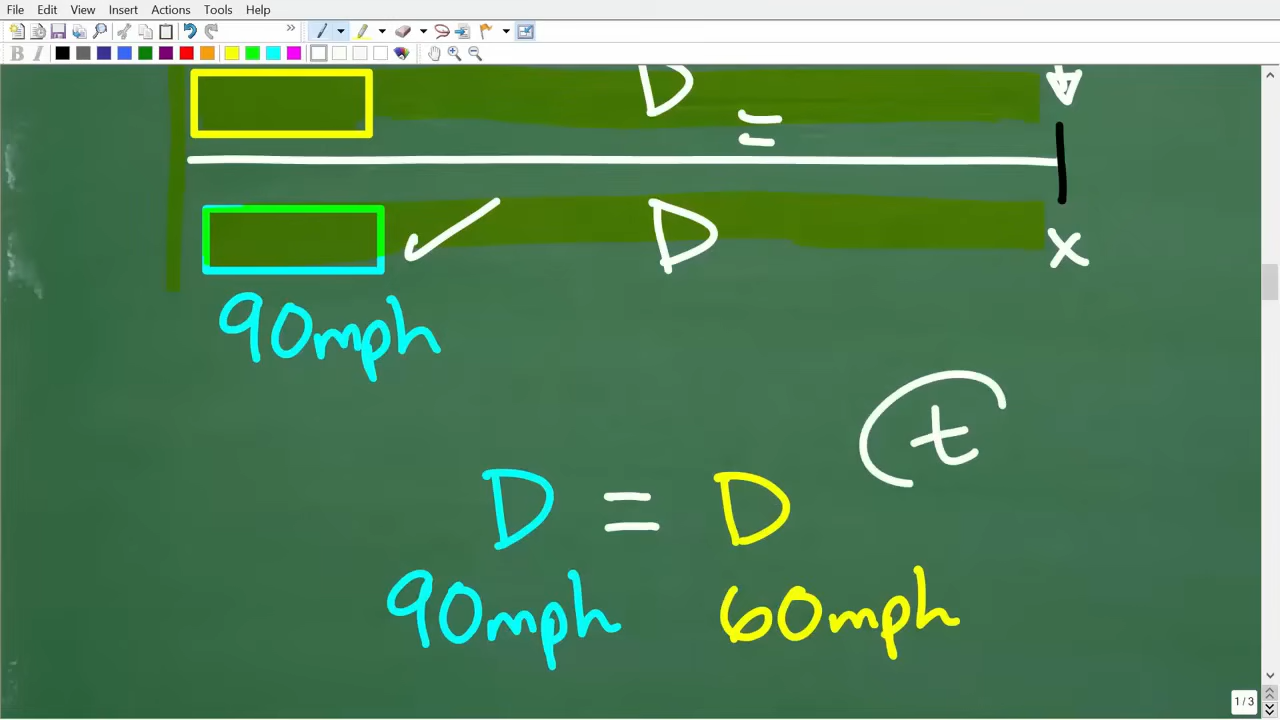 File Edit View Insert Actions Tools Help
B I
D
=
D
x
90mph
t
D = D
90mph 60mph
1 / 3